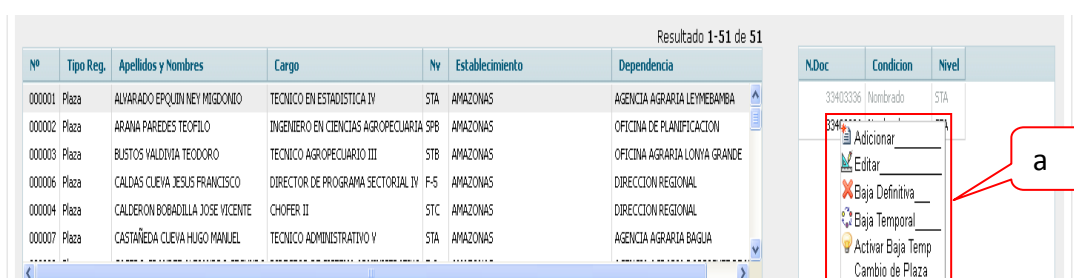 Resultado 1-51 de 51
Nº Tipo Reg. Apellidos y Nombres Cargo Nv Establecimiento Dependencia
000001 Plaza ALVARADO EPQUIN NEY MIGDONIO TECNICO EN ESTADISTICA IV STA AMAZONAS AGENCIA AGRARIA LEYMEBAMBA
000002 Plaza ARANA PAREDES TEOFILO INGENIERO EN CIENCIAS AGROPECUARIA SPB AMAZONAS OFICINA DE PLANIFICACION
000003 Plaza BUSTOS VALDIVIA TEODORO TECNICO AGROPECUARIO III STB AMAZONAS OFICINA AGRARIA LONYA GRANDE
000006 Plaza CALDAS CUEVA JESUS FRANCISCO DIRECTOR DE PROGRAMA SECTORIAL IV F-5 AMAZONAS DIRECCION REGIONAL
000004 Plaza CALDERON BOBADILLA JOSE VICENTE CHOFER II STC AMAZONAS DIRECCION REGIONAL
000007 Plaza CASTAÑEDA CUEVA HUGO MANUEL TECNICO ADMINISTRATIVO V STA AMAZONAS AGENCIA AGRARIA BAGUA
N.Doc Condicion Nivel
33403336 Nombrado STA
Adicionar
Editar
Baja Definitiva
Baja Temporal
Activar Baja Temp
Cambio de Plaza
a